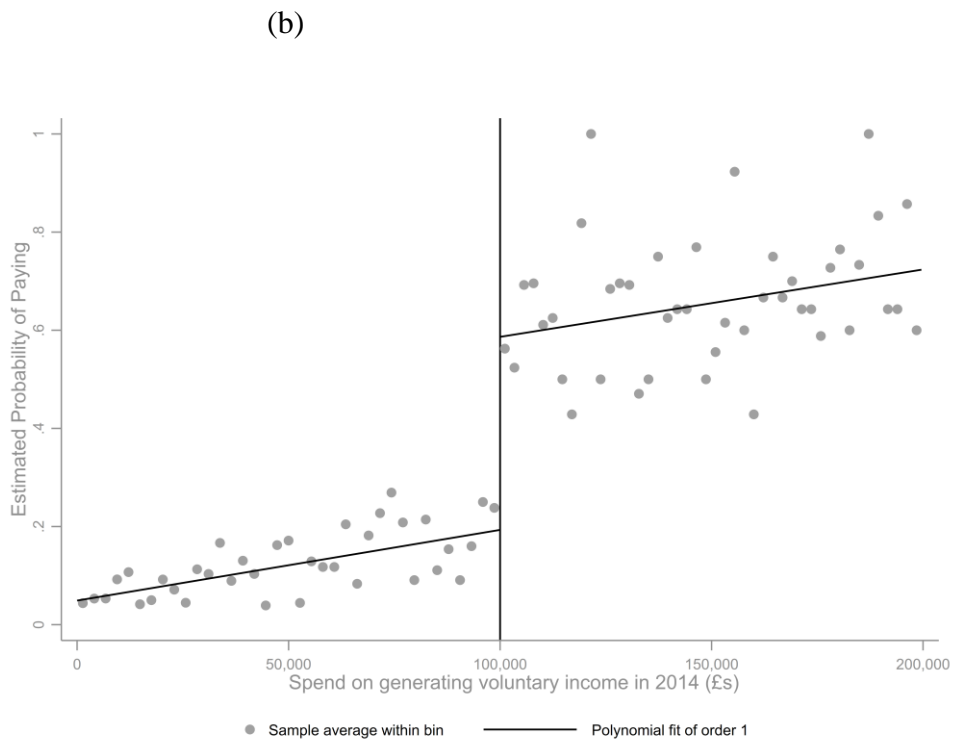 (b)
1
.8
.6
.4
.2
0
Estimated Probability of Paying
0 50,000 100,000 150,000 200,000
Spend on generating voluntary income in 2014 (£s)
Sample average within bin Polynomial fit of order 1